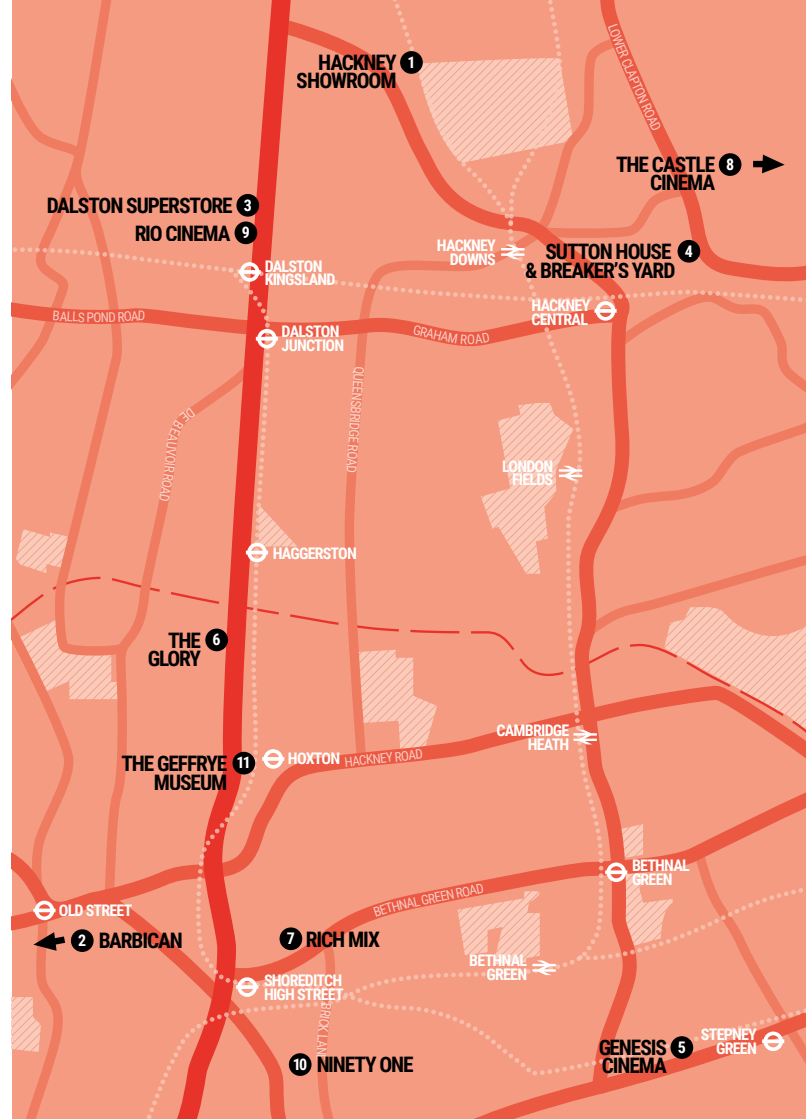 HACKNEY 1
SHOWROOM
LOWER CLAPTON ROAD
THE CASTLE 8
CINEMA
DALSTON SUPERSTORE 3
RIO CINEMA 9
HACKNEY
DOWNS
SUTTON HOUSE 4
& BREAKER'S YARD
DALSTON
KINGSLAND
HACKNEY
CENTRAL
BALLS POND ROAD
DALSTON
JUNCTION
GRAHAM ROAD
QUEENSBRIDGE ROAD
DE BEAUVOIR ROAD
LONDON
FIELDS
HAGGERSTON
THE 6
GLORY
CAMBRIDGE
HEATH
THE GEFFRYE 11
MUSEUM
HOXTON
HACKNEY ROAD
BETHNAL
GREEN
BETHNAL GREEN ROAD
OLD STREET
2 BARBICAN
7 RICH MIX
BETHNAL
GREEN
SHOREDITCH
HIGH STREET
BRICK LAN
GENESIS 5
CINEMA
STEPNEY
GREEN
10 NINETY ONE